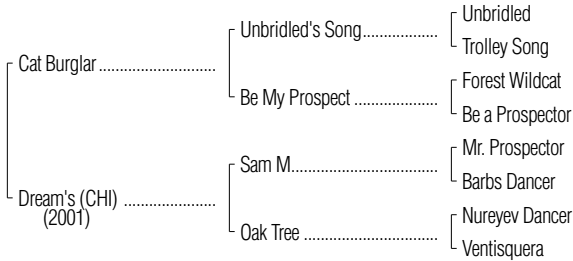 Unbridled
Unbridled's Song
Trolley Song
Cat Burglar
Forest Wildcat
Be My Prospect
Be a Prospector
Mr. Prospector
Sam M.
Barbs Dancer
Dream's (CHI)
(2001)
Nureyev Dancer
Oak Tree
Ventisquera